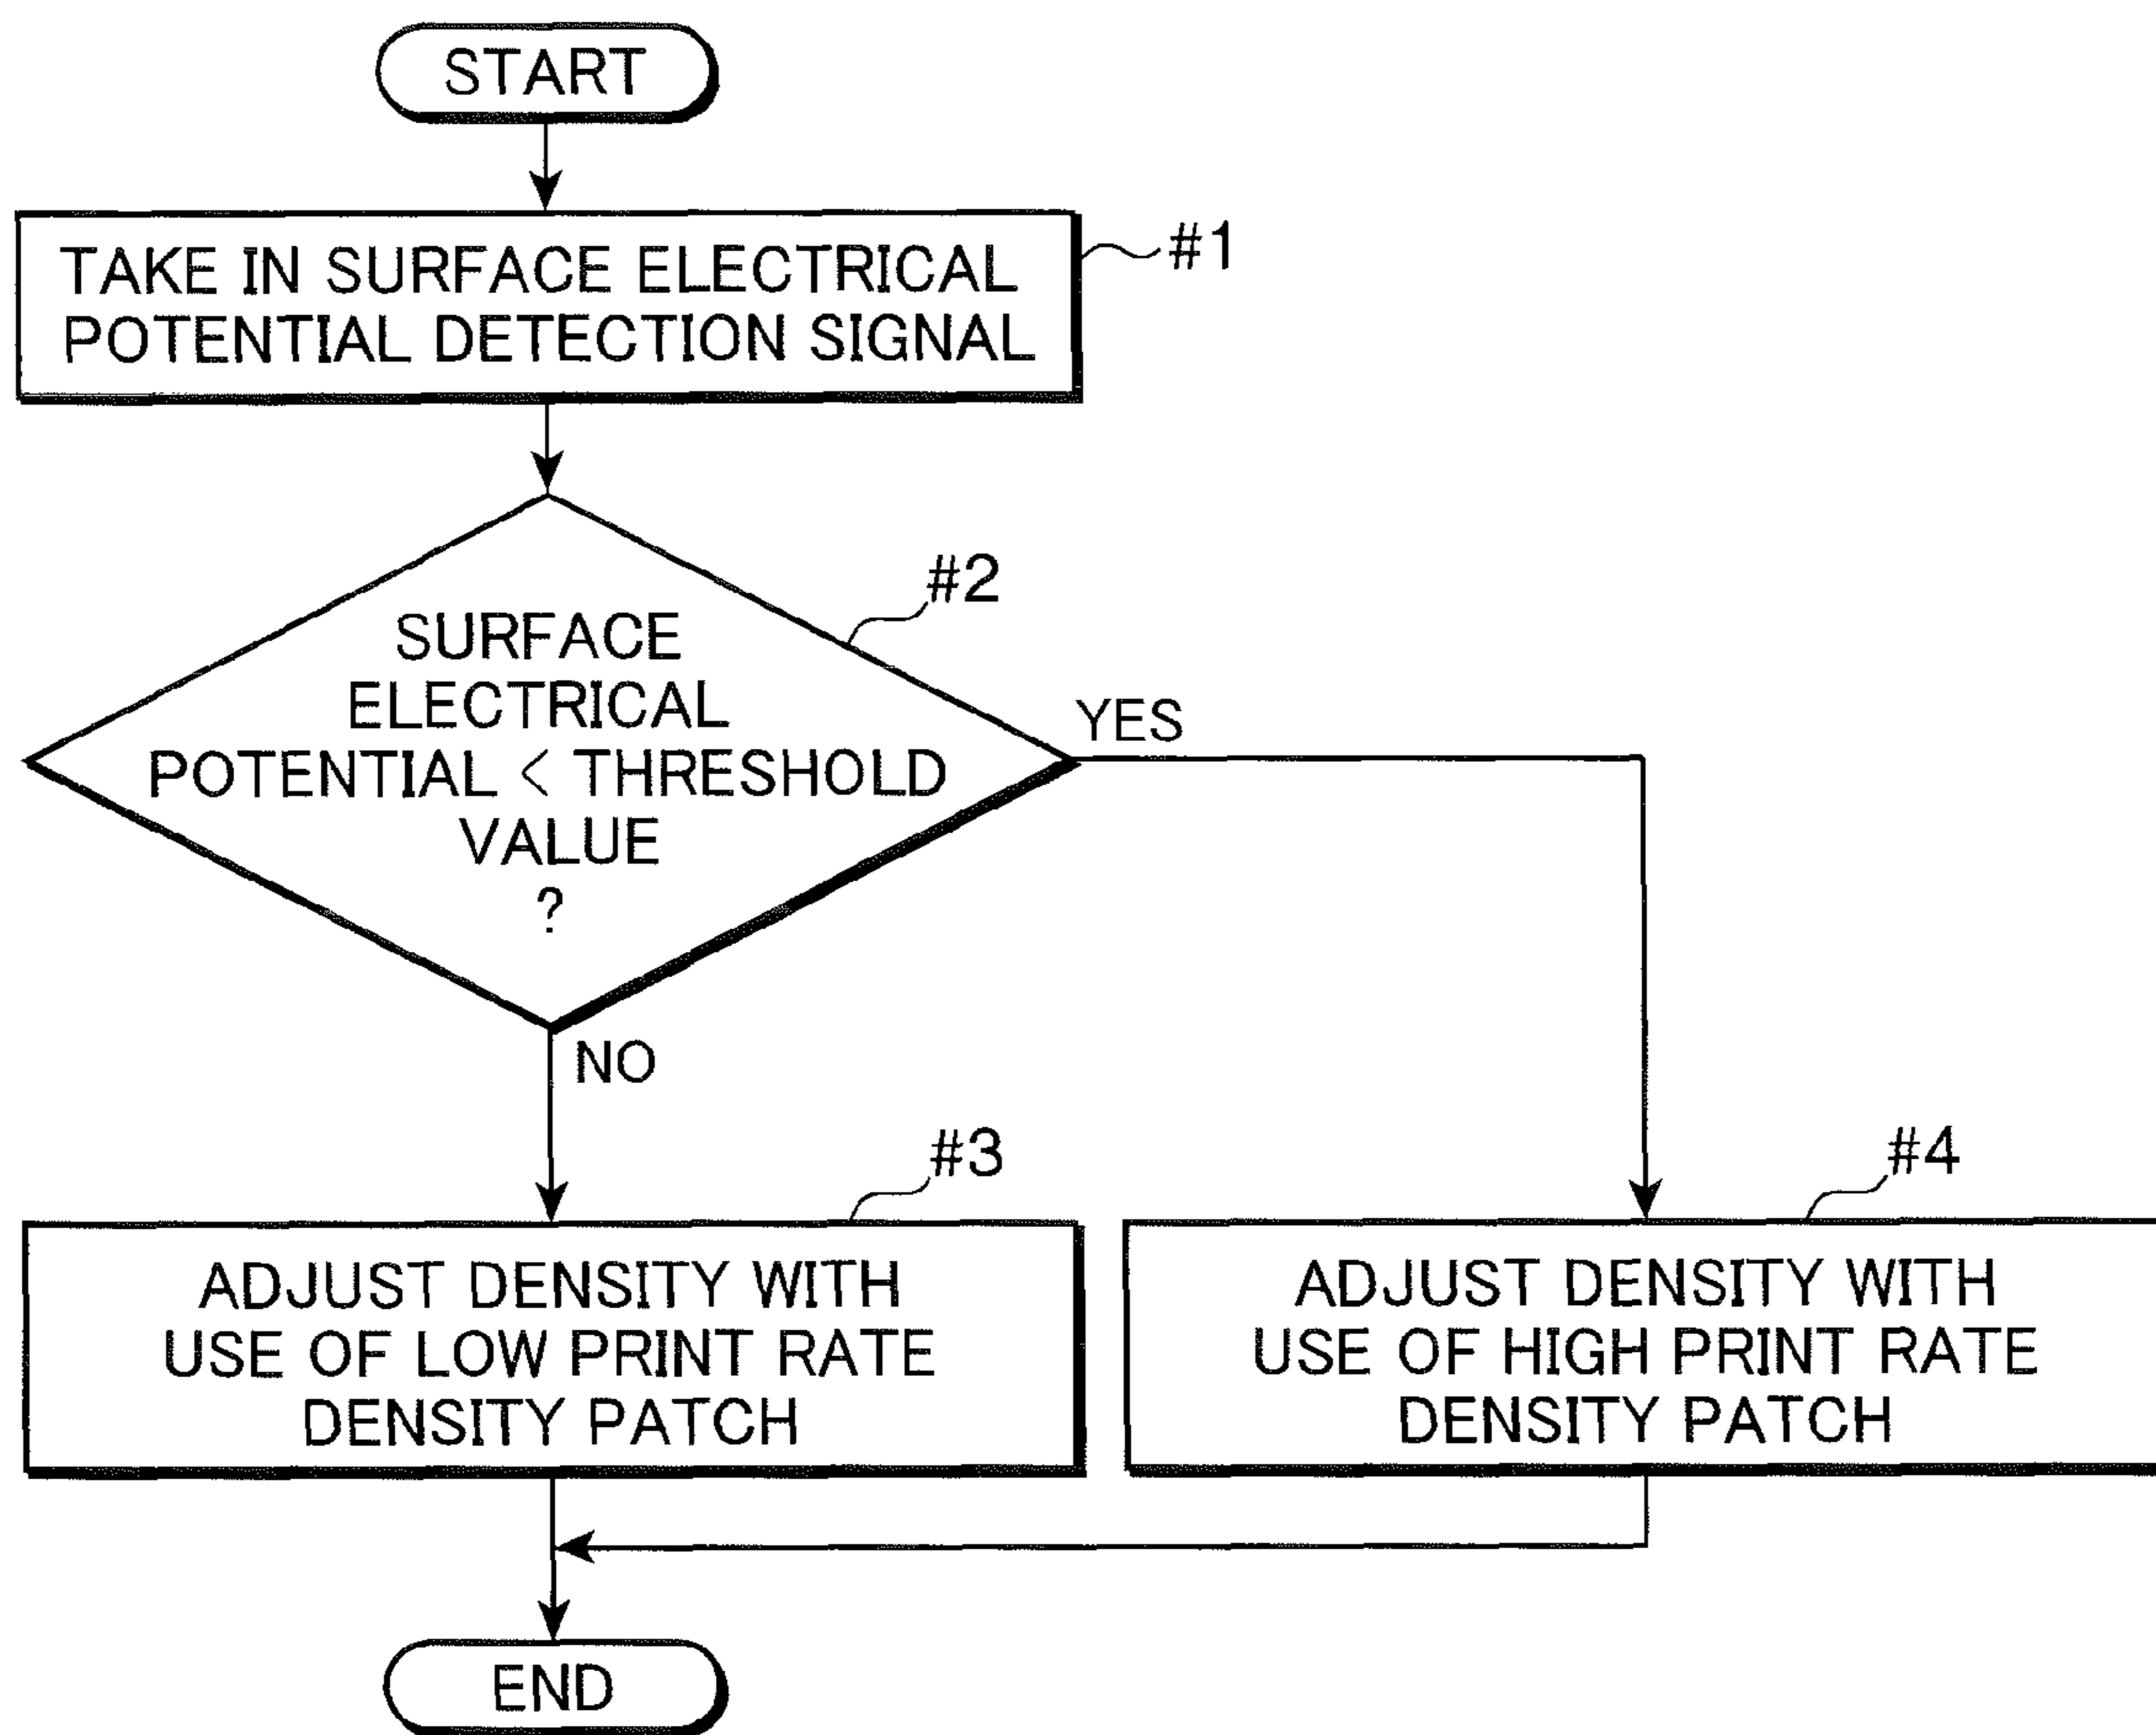 START
TAKE IN SURFACE ELECTRICAL
POTENTIAL DETECTION SIGNAL
#1
#2
SURFACE
ELECTRICAL
POTENTIAL < THRESHOLD
VALUE
?
YES
NO
#3
ADJUST DENSITY WITH
USE OF LOW PRINT RATE
DENSITY PATCH
#4
ADJUST DENSITY WITH
USE OF HIGH PRINT RATE
DENSITY PATCH
END